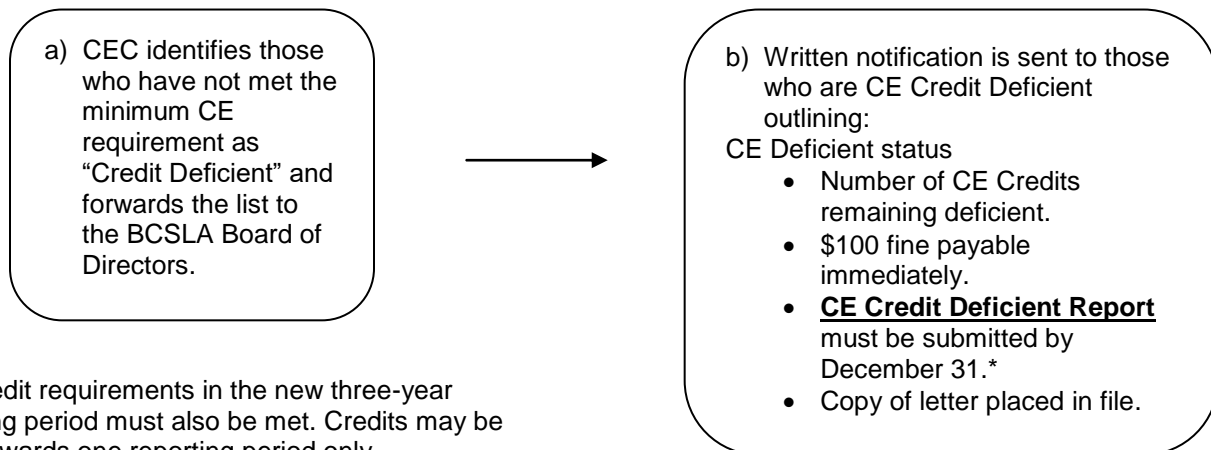 a) CEC identifies those
who have not met the
minimum CE
requirement as
“Credit Deficient” and
forwards the list to
the BCSLA Board of
Directors.
b) Written notification is sent to those
who are CE Credit Deficient
outlining:
CE Deficient status
• Number of CE Credits
remaining deficient.
• $100 fine payable
immediately.
• CE Credit Deficient Report
must be submitted by
December 31.*
• Copy of letter placed in file.
requirements in the new three-year
period must also be met. Credits may be
one reporting period only